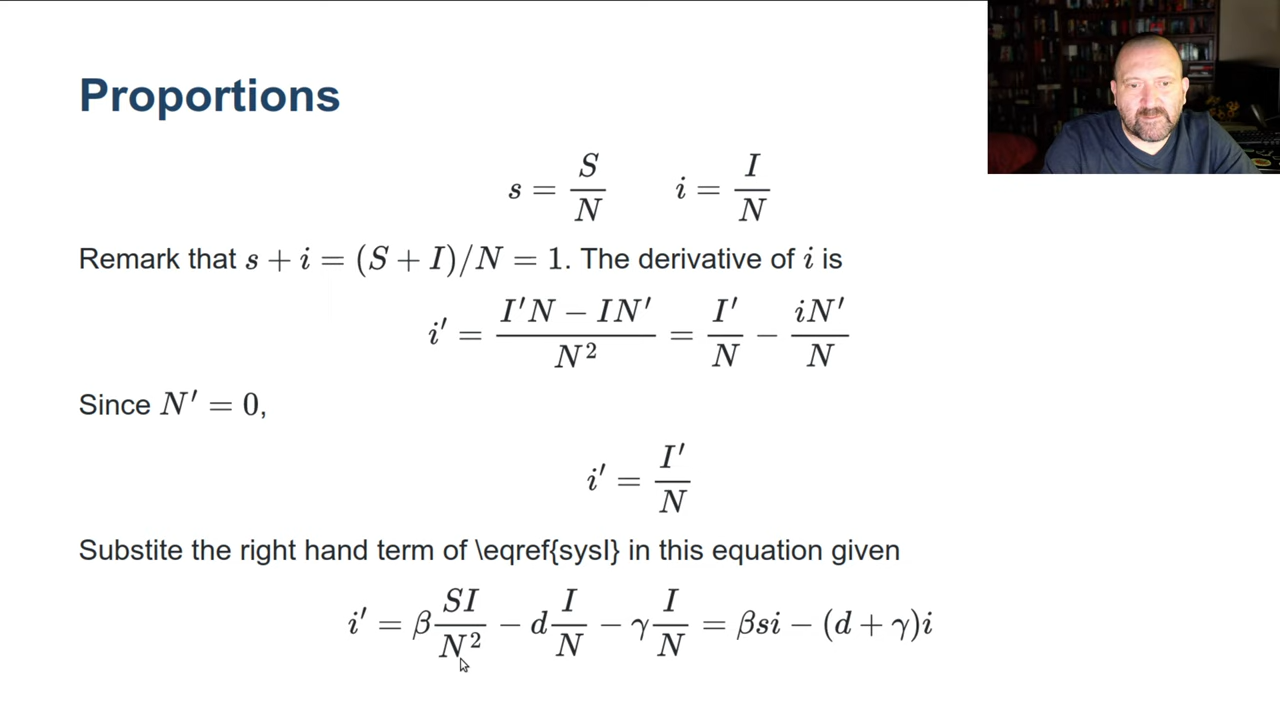 Proportions
s = S/N    i = I/N
Remark that s + i = (S + I)/N = 1. The derivative of i is
i′ = (I′N − IN′)/N² = I′/N − iN′/N
Since N′ = 0,
i′ = I′/N
Substite the right hand term of \eqref{sysI} in this equation given
i′ = β SI/N² − d I/N − γ I/N = βsi − (d + γ)i